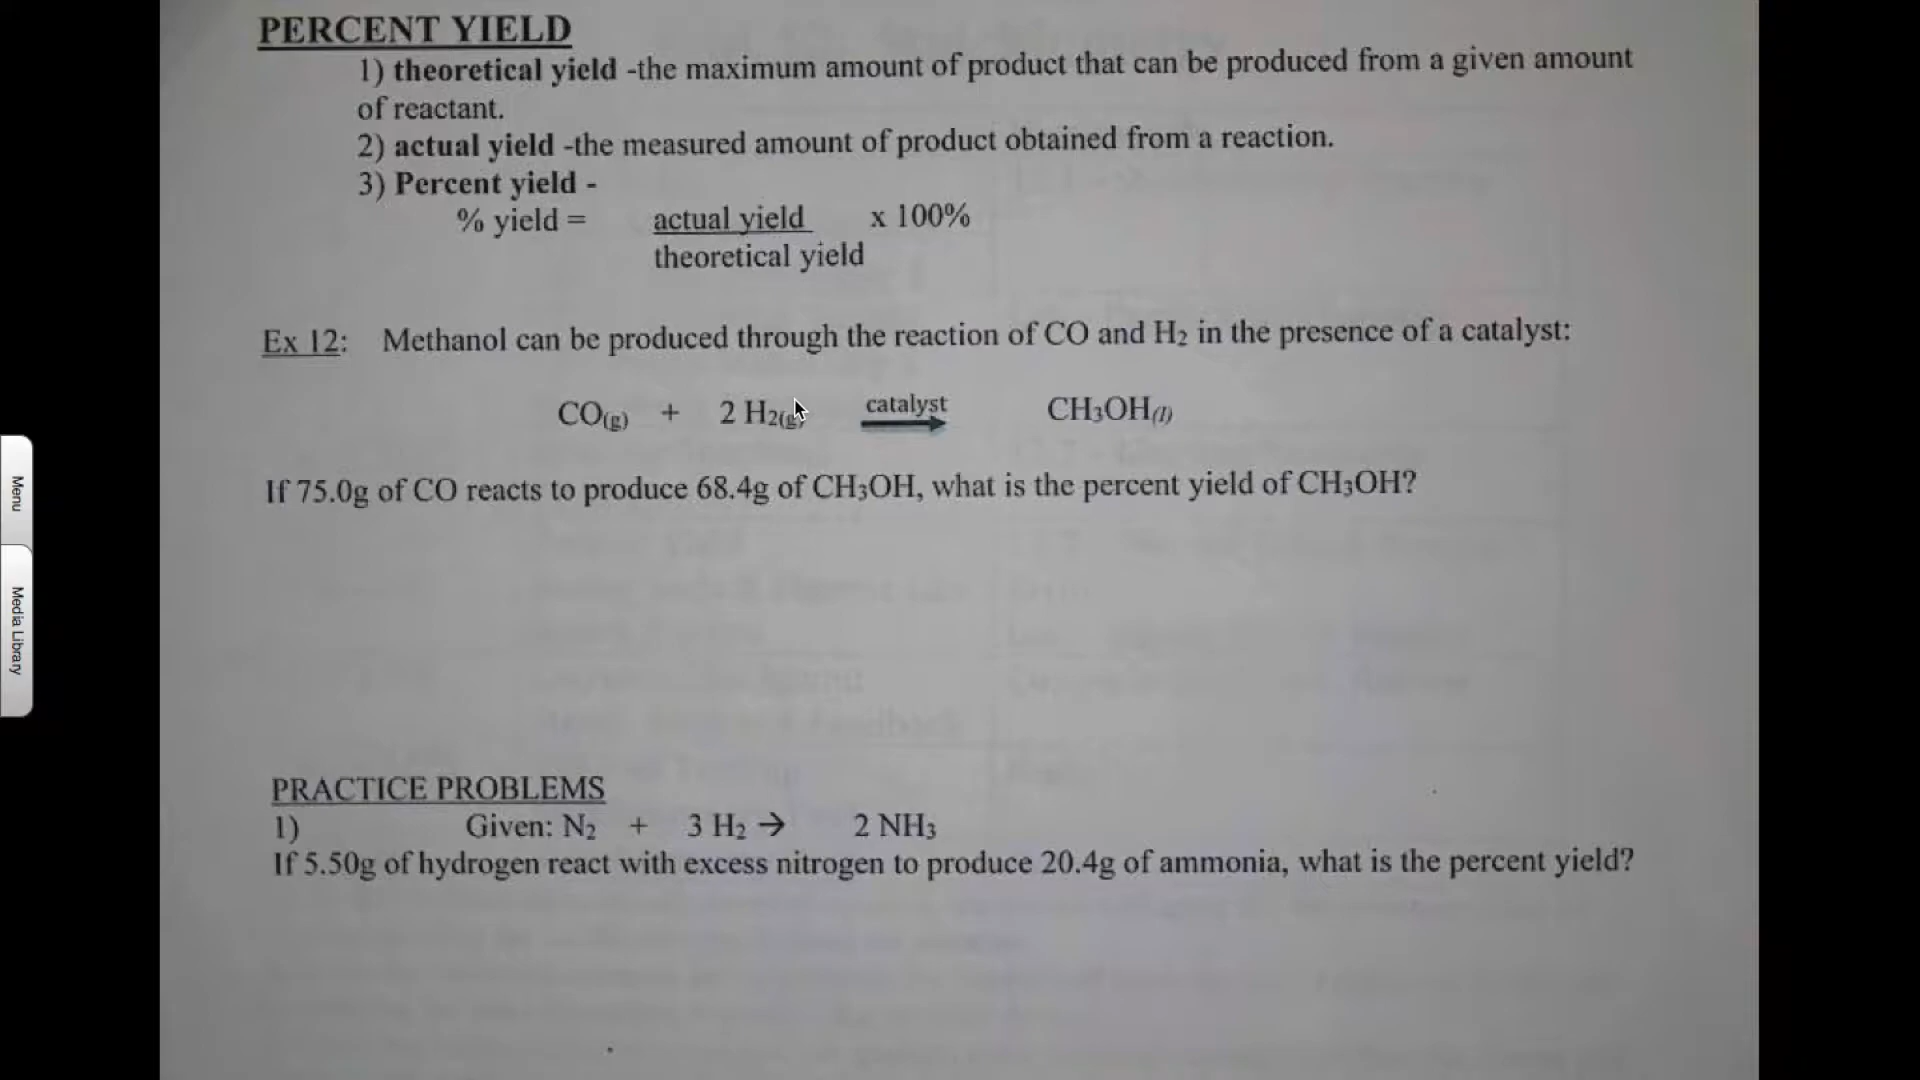 PERCENT YIELD
1) theoretical yield -the maximum amount of product that can be produced from a given amount
of reactant.
2) actual yield -the measured amount of product obtained from a reaction.
3) Percent yield -
% yield = actual yield x 100%
theoretical yield
Ex 12: Methanol can be produced through the reaction of CO and H2 in the presence of a catalyst:
CO(g) + 2 H2(g) catalyst CH3OH(l)
If 75.0g of CO reacts to produce 68.4g of CH3OH, what is the percent yield of CH3OH?
PRACTICE PROBLEMS
1) Given: N2 + 3 H2 → 2 NH3
If 5.50g of hydrogen react with excess nitrogen to produce 20.4g of ammonia, what is the percent yield?
Menu
Media Library